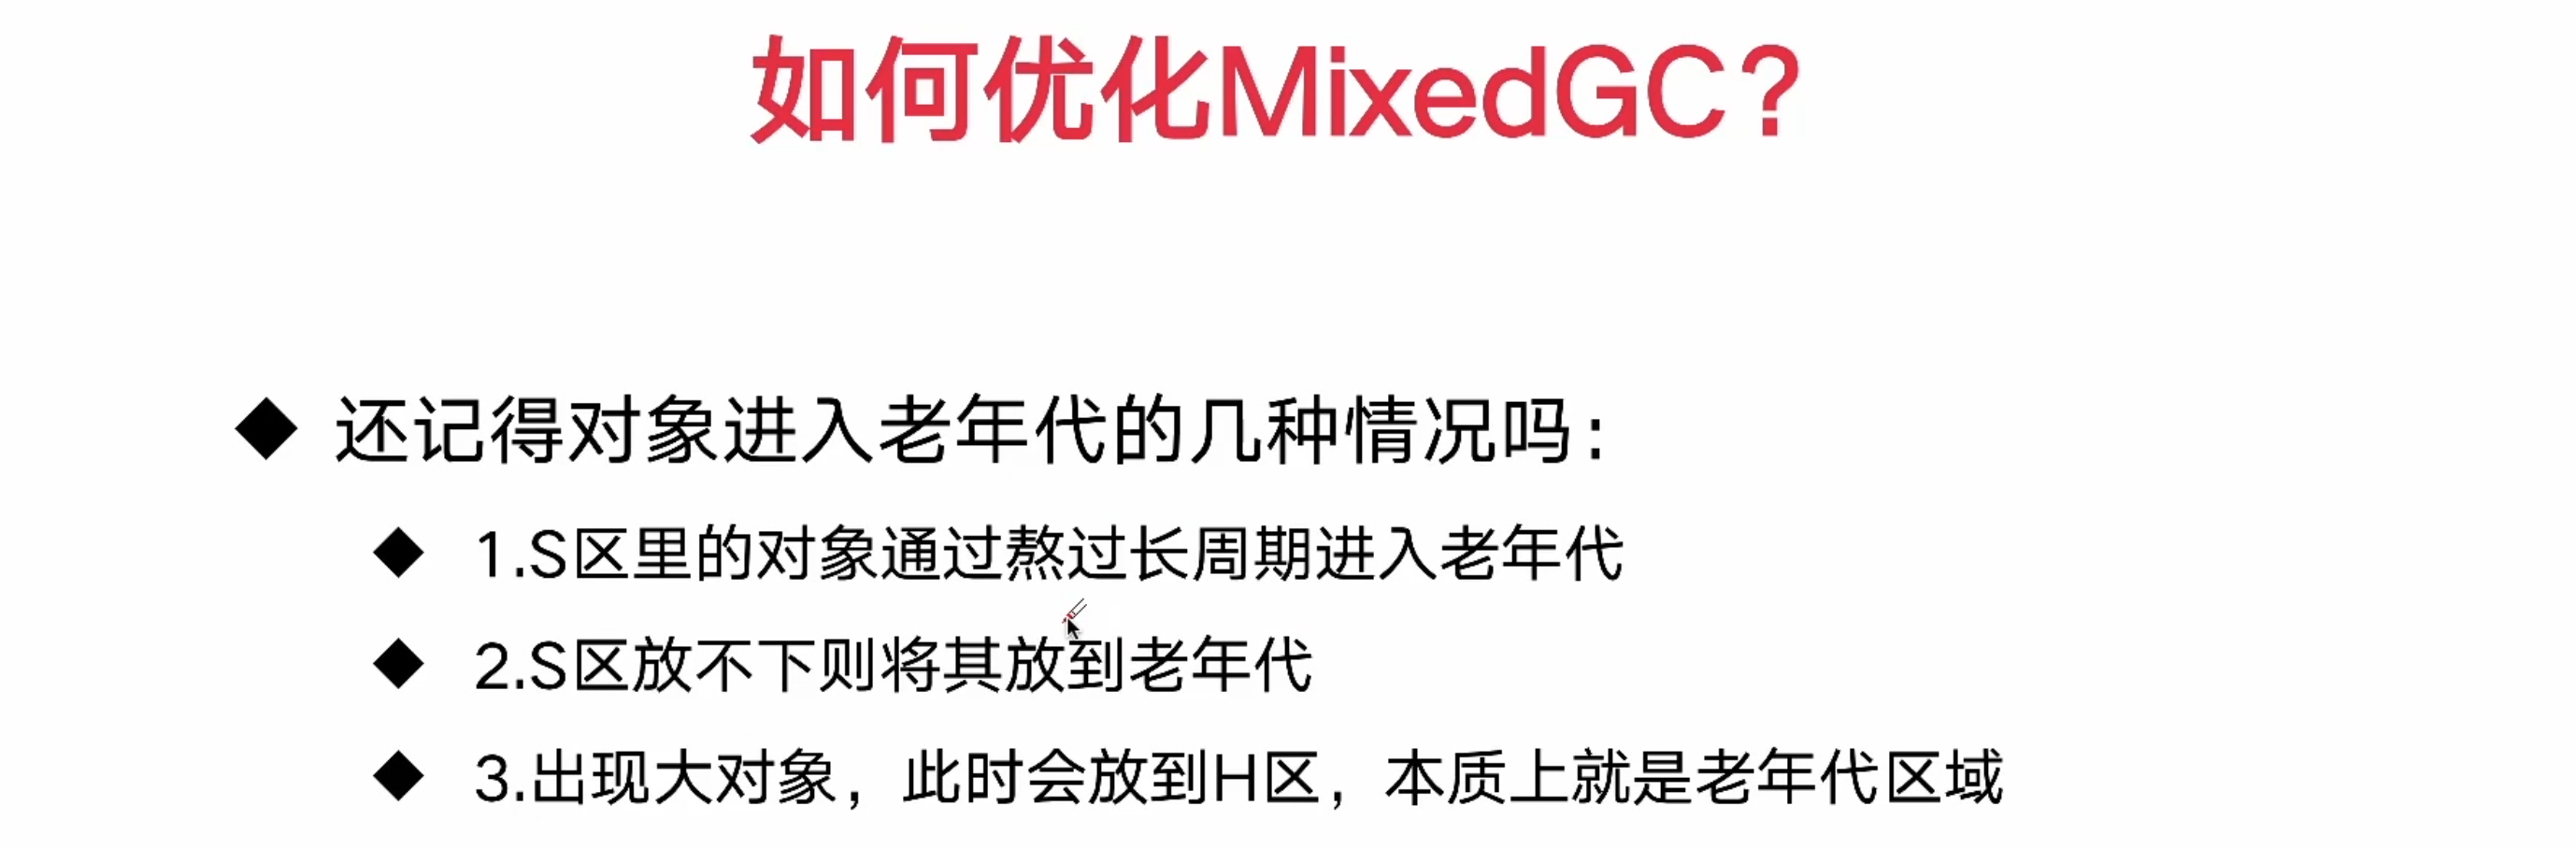 如何优化MixedGC？
还记得对象进入老年代的几种情况吗：
1.S区里的对象通过熬过长周期进入老年代
2.S区放不下则将其放到老年代
3.出现大对象，此时会放到H区，本质上就是老年代区域